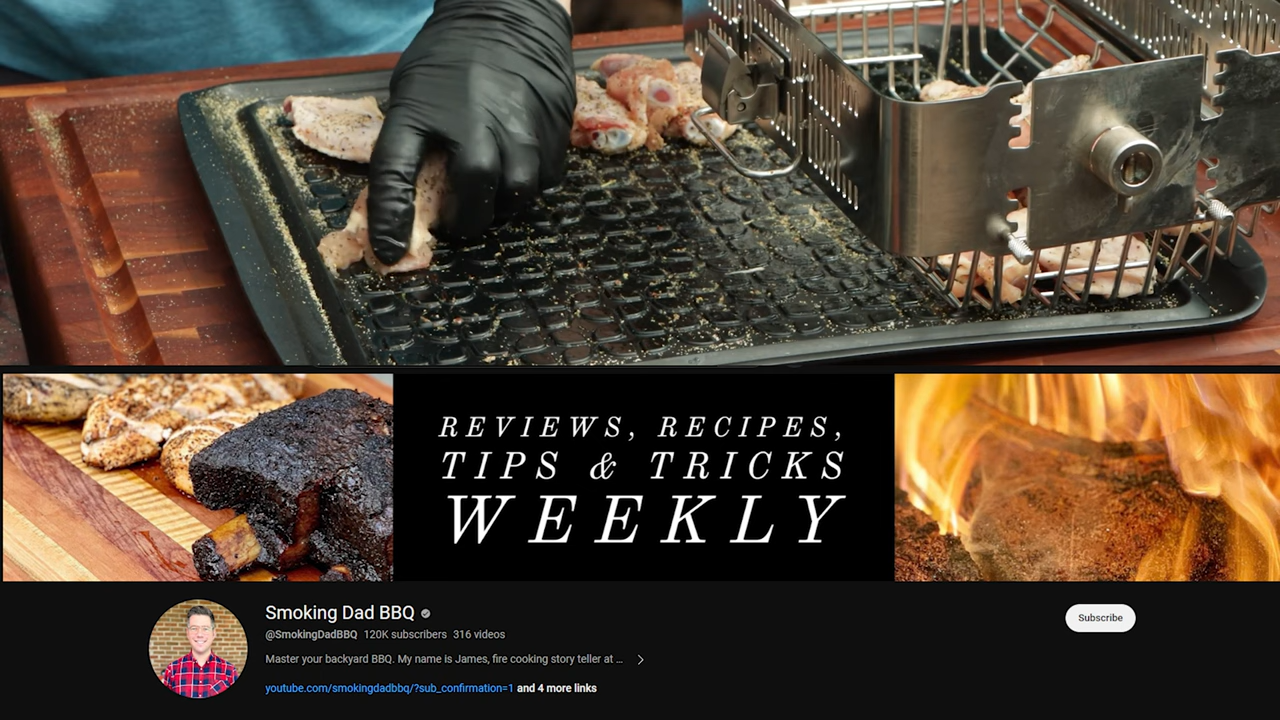 REVIEWS, RECIPES,
TIPS & TRICKS
WEEKLY
Smoking Dad BBQ
@SmokingDadBBQ 120K subscribers 316 videos
Subscribe
Master your backyard BBQ. My name is James, fire cooking story teller at ...
youtube.com/smokingdadbbq/?sub_confirmation=1 and 4 more links